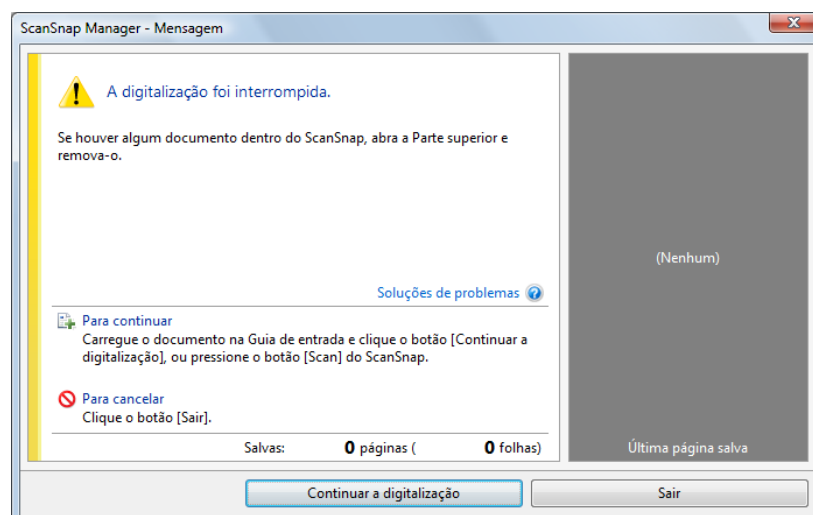 ScanSnap Manager - Mensagem
A digitalização foi interrompida.
Se houver algum documento dentro do ScanSnap, abra a Parte superior e
remova-o.
Soluções de problemas
Para continuar
Carregue o documento na Guia de entrada e clique o botão [Continuar a
digitalização], ou pressione o botão [Scan] do ScanSnap.
Para cancelar
Clique o botão [Sair].
Salvas: 0 páginas ( 0 folhas)
(Nenhum)
Última página salva
Continuar a digitalização
Sair